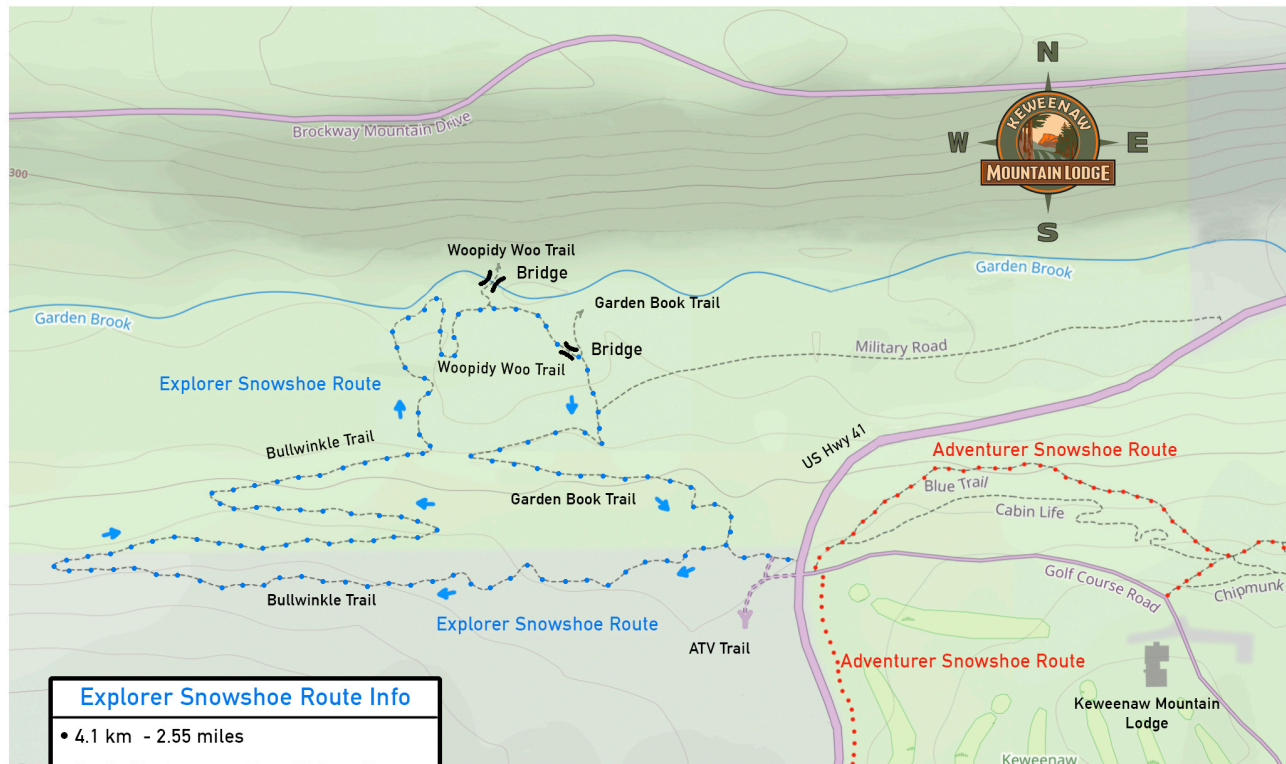 N
KEWEENAW
W
E
MOUNTAIN LODGE
S
Brockway Mountain Drive
300
Woopidy Woo Trail
Bridge
Garden Brook
Garden Book Trail
Garden Brook
Bridge
Military Road
Woopidy Woo Trail
Explorer Snowshoe Route
US Hwy 41
Bullwinkle Trail
Adventurer Snowshoe Route
Blue Trail
Garden Book Trail
Cabin Life
Golf Course Road
Chipmunk
Bullwinkle Trail
Explorer Snowshoe Route
ATV Trail
Adventurer Snowshoe Route
Keweenaw Mountain
Lodge
Explorer Snowshoe Route Info
• 4.1 km - 2.55 miles
Keweenaw